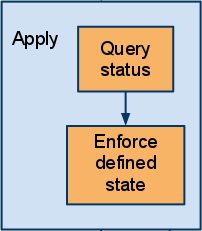 Apply
Query
status
Enforce
defined
state